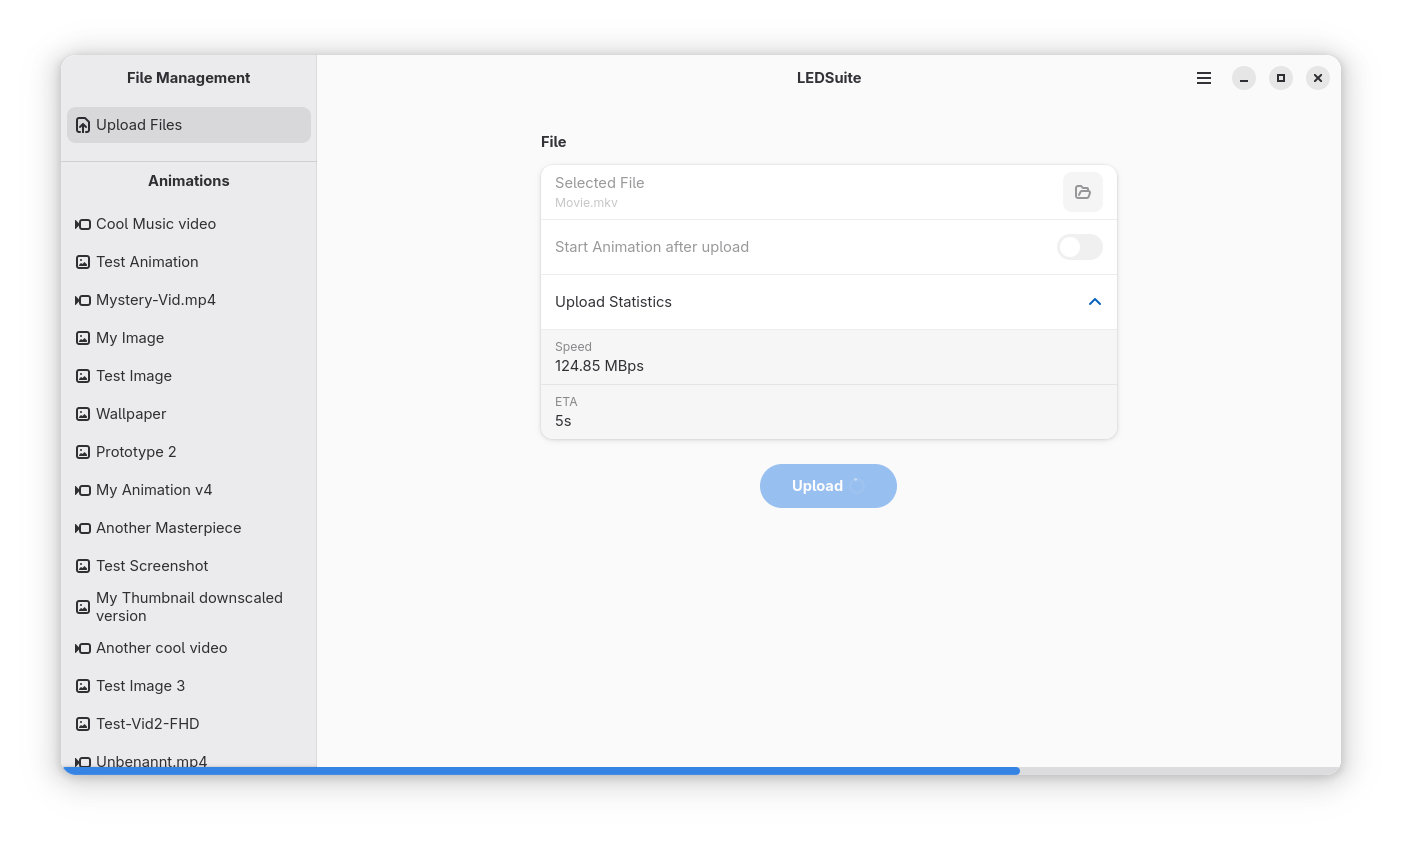 File Management
Upload Files
Animations
Cool Music video
Test Animation
Mystery-Vid.mp4
My Image
Test Image
Wallpaper
Prototype 2
My Animation v4
Another Masterpiece
Test Screenshot
My Thumbnail downscaled
version
Another cool video
Test Image 3
Test-Vid2-FHD
Unbenannt.mp4
LEDSuite
File
Selected File
Movie.mkv
Start Animation after upload
Upload Statistics
Speed
124.85 MBps
ETA
5s
Upload